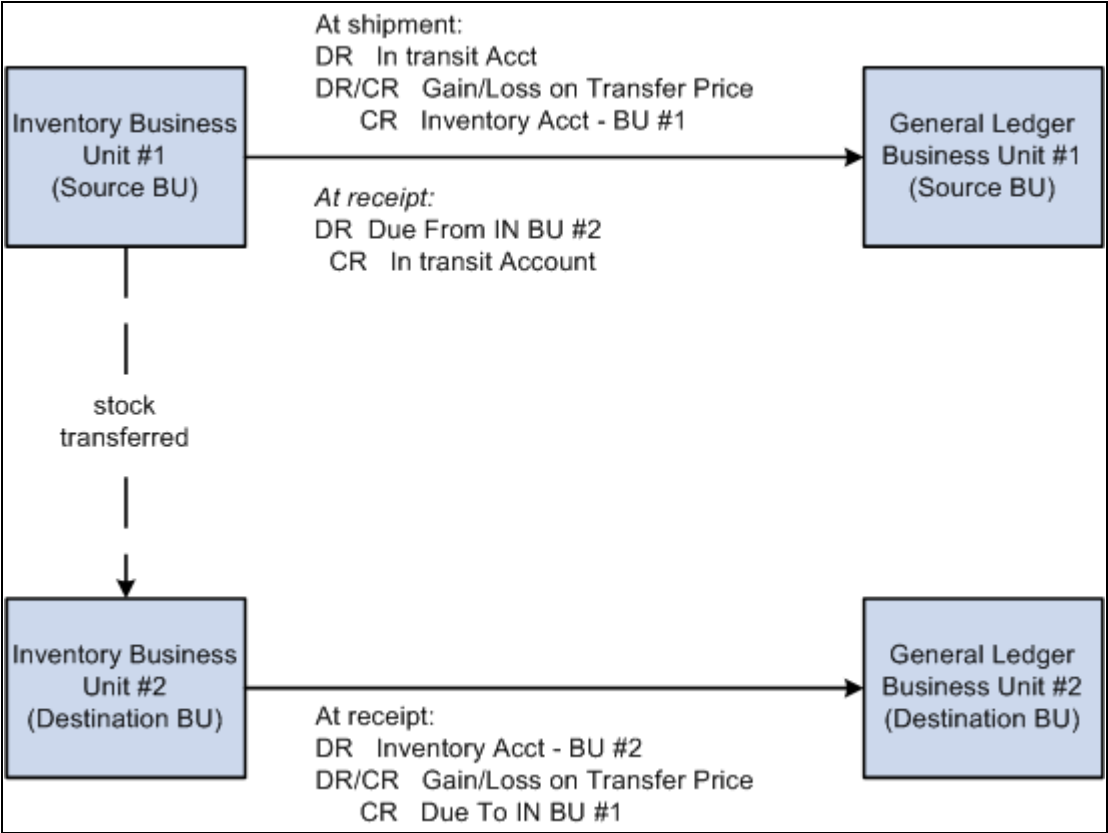 At shipment:
DR In transit Acct
DR/CR Gain/Loss on Transfer Price
CR Inventory Acct - BU #1
Inventory Business
Unit #1
(Source BU)
General Ledger
Business Unit #1
(Source BU)
At receipt:
DR Due From IN BU #2
CR In transit Account
stock
transferred
Inventory Business
Unit #2
(Destination BU)
General Ledger
Business Unit #2
(Destination BU)
At receipt:
DR Inventory Acct - BU #2
DR/CR Gain/Loss on Transfer Price
CR Due To IN BU #1